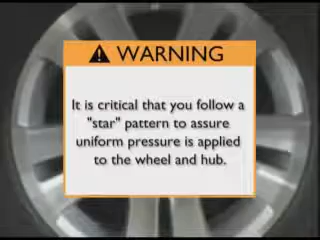 WARNING
It is critical that you follow a
"star" pattern to assure
uniform pressure is applied
to the wheel and hub.